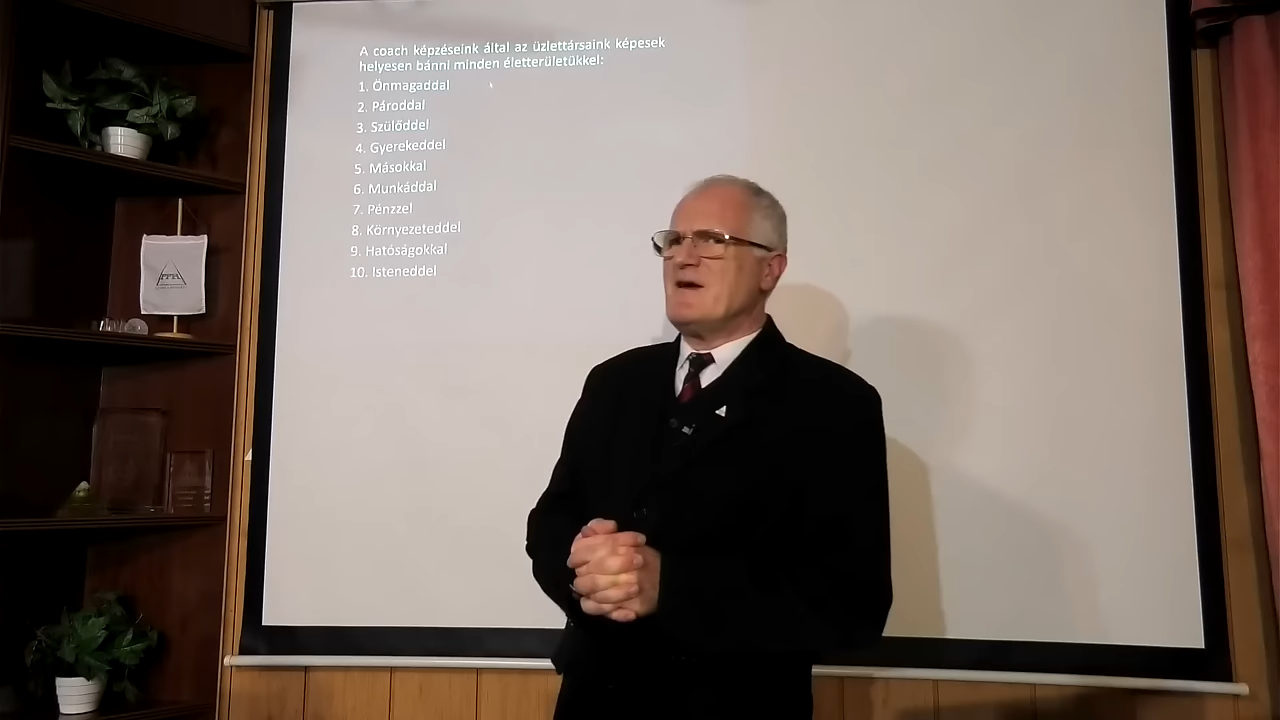 A coach képzéseink által az üzlettársaink képesek
helyesen bánni minden életterületükkel:
1. Önmagaddal
2. Pároddal
3. Szülőddel
4. Gyerekeddel
5. Másokkal
6. Munkáddal
7. Pénzzel
8. Környezeteddel
9. Hatóságokkal
10. Isteneddel